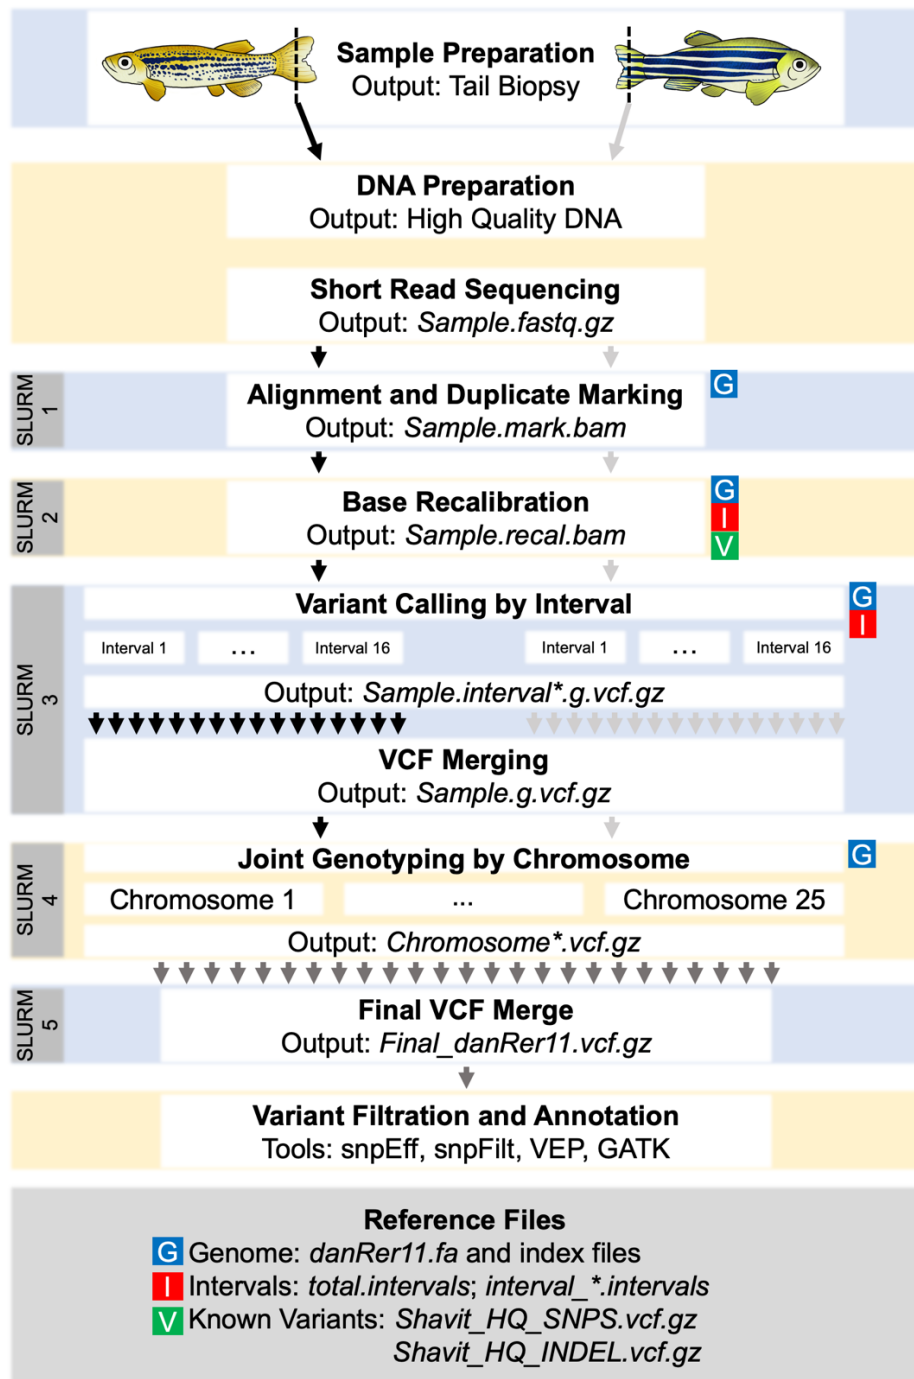 Sample Preparation
Output: Tail Biopsy
DNA Preparation
Output: High Quality DNA
Short Read Sequencing
Output: Sample.fastq.gz
SLURM 1
Alignment and Duplicate Marking
G
Output: Sample.mark.bam
SLURM 2
Base Recalibration
G
I
V
Output: Sample.recal.bam
SLURM 3
Variant Calling by Interval
G
I
Interval 1 ... Interval 16 Interval 1 ... Interval 16
Output: Sample.interval*.g.vcf.gz
VCF Merging
Output: Sample.g.vcf.gz
SLURM 4
Joint Genotyping by Chromosome
G
Chromosome 1 ... Chromosome 25
Output: Chromosome*.vcf.gz
SLURM 5
Final VCF Merge
Output: Final_danRer11.vcf.gz
Variant Filtration and Annotation
Tools: snpEff, snpFilt, VEP, GATK
Reference Files
G Genome: danRer11.fa and index files
I Intervals: total.intervals; interval_*.intervals
V Known Variants: Shavit_HQ_SNPS.vcf.gz
Shavit_HQ_INDEL.vcf.gz